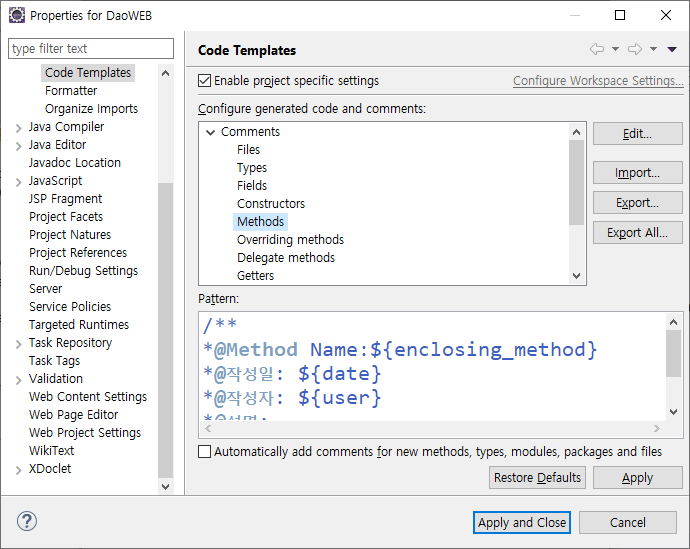 Properties for DaoWEB
type filter text
Code Templates
Formatter
Organize Imports
Java Compiler
Java Editor
Javadoc Location
JavaScript
JSP Fragment
Project Facets
Project Natures
Project References
Run/Debug Settings
Server
Service Policies
Targeted Runtimes
Task Repository
Task Tags
Validation
Web Content Settings
Web Page Editor
Web Project Settings
WikiText
XDoclet
Code Templates
Enable project specific settings
Configure Workspace Settings...
Configure generated code and comments:
Comments
Files
Types
Fields
Constructors
Methods
Overriding methods
Delegate methods
Getters
Edit...
Import...
Export...
Export All...
Pattern:
/**
*@Method Name:${enclosing_method}
*@작성일: ${date}
*@작성자: ${user}
*@설명:
Automatically add comments for new methods, types, modules, packages and files
Restore Defaults
Apply
Apply and Close
Cancel